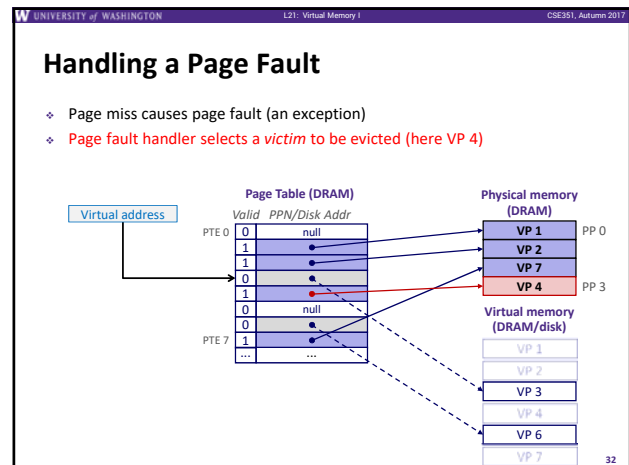 UNIVERSITY of WASHINGTON
L21: Virtual Memory I
CSE351, Autumn 2017
Handling a Page Fault
Page miss causes page fault (an exception)
Page fault handler selects a victim to be evicted (here VP 4)
Page Table (DRAM)
Valid PPN/Disk Addr
Virtual address
PTE 0 0 null
1
1
0
1
0 null
0
PTE 7 1
... ...
Physical memory
(DRAM)
VP 1 PP 0
VP 2
VP 7
VP 4 PP 3
Virtual memory
(DRAM/disk)
VP 1
VP 2
VP 3
VP 4
VP 6
VP 7
32